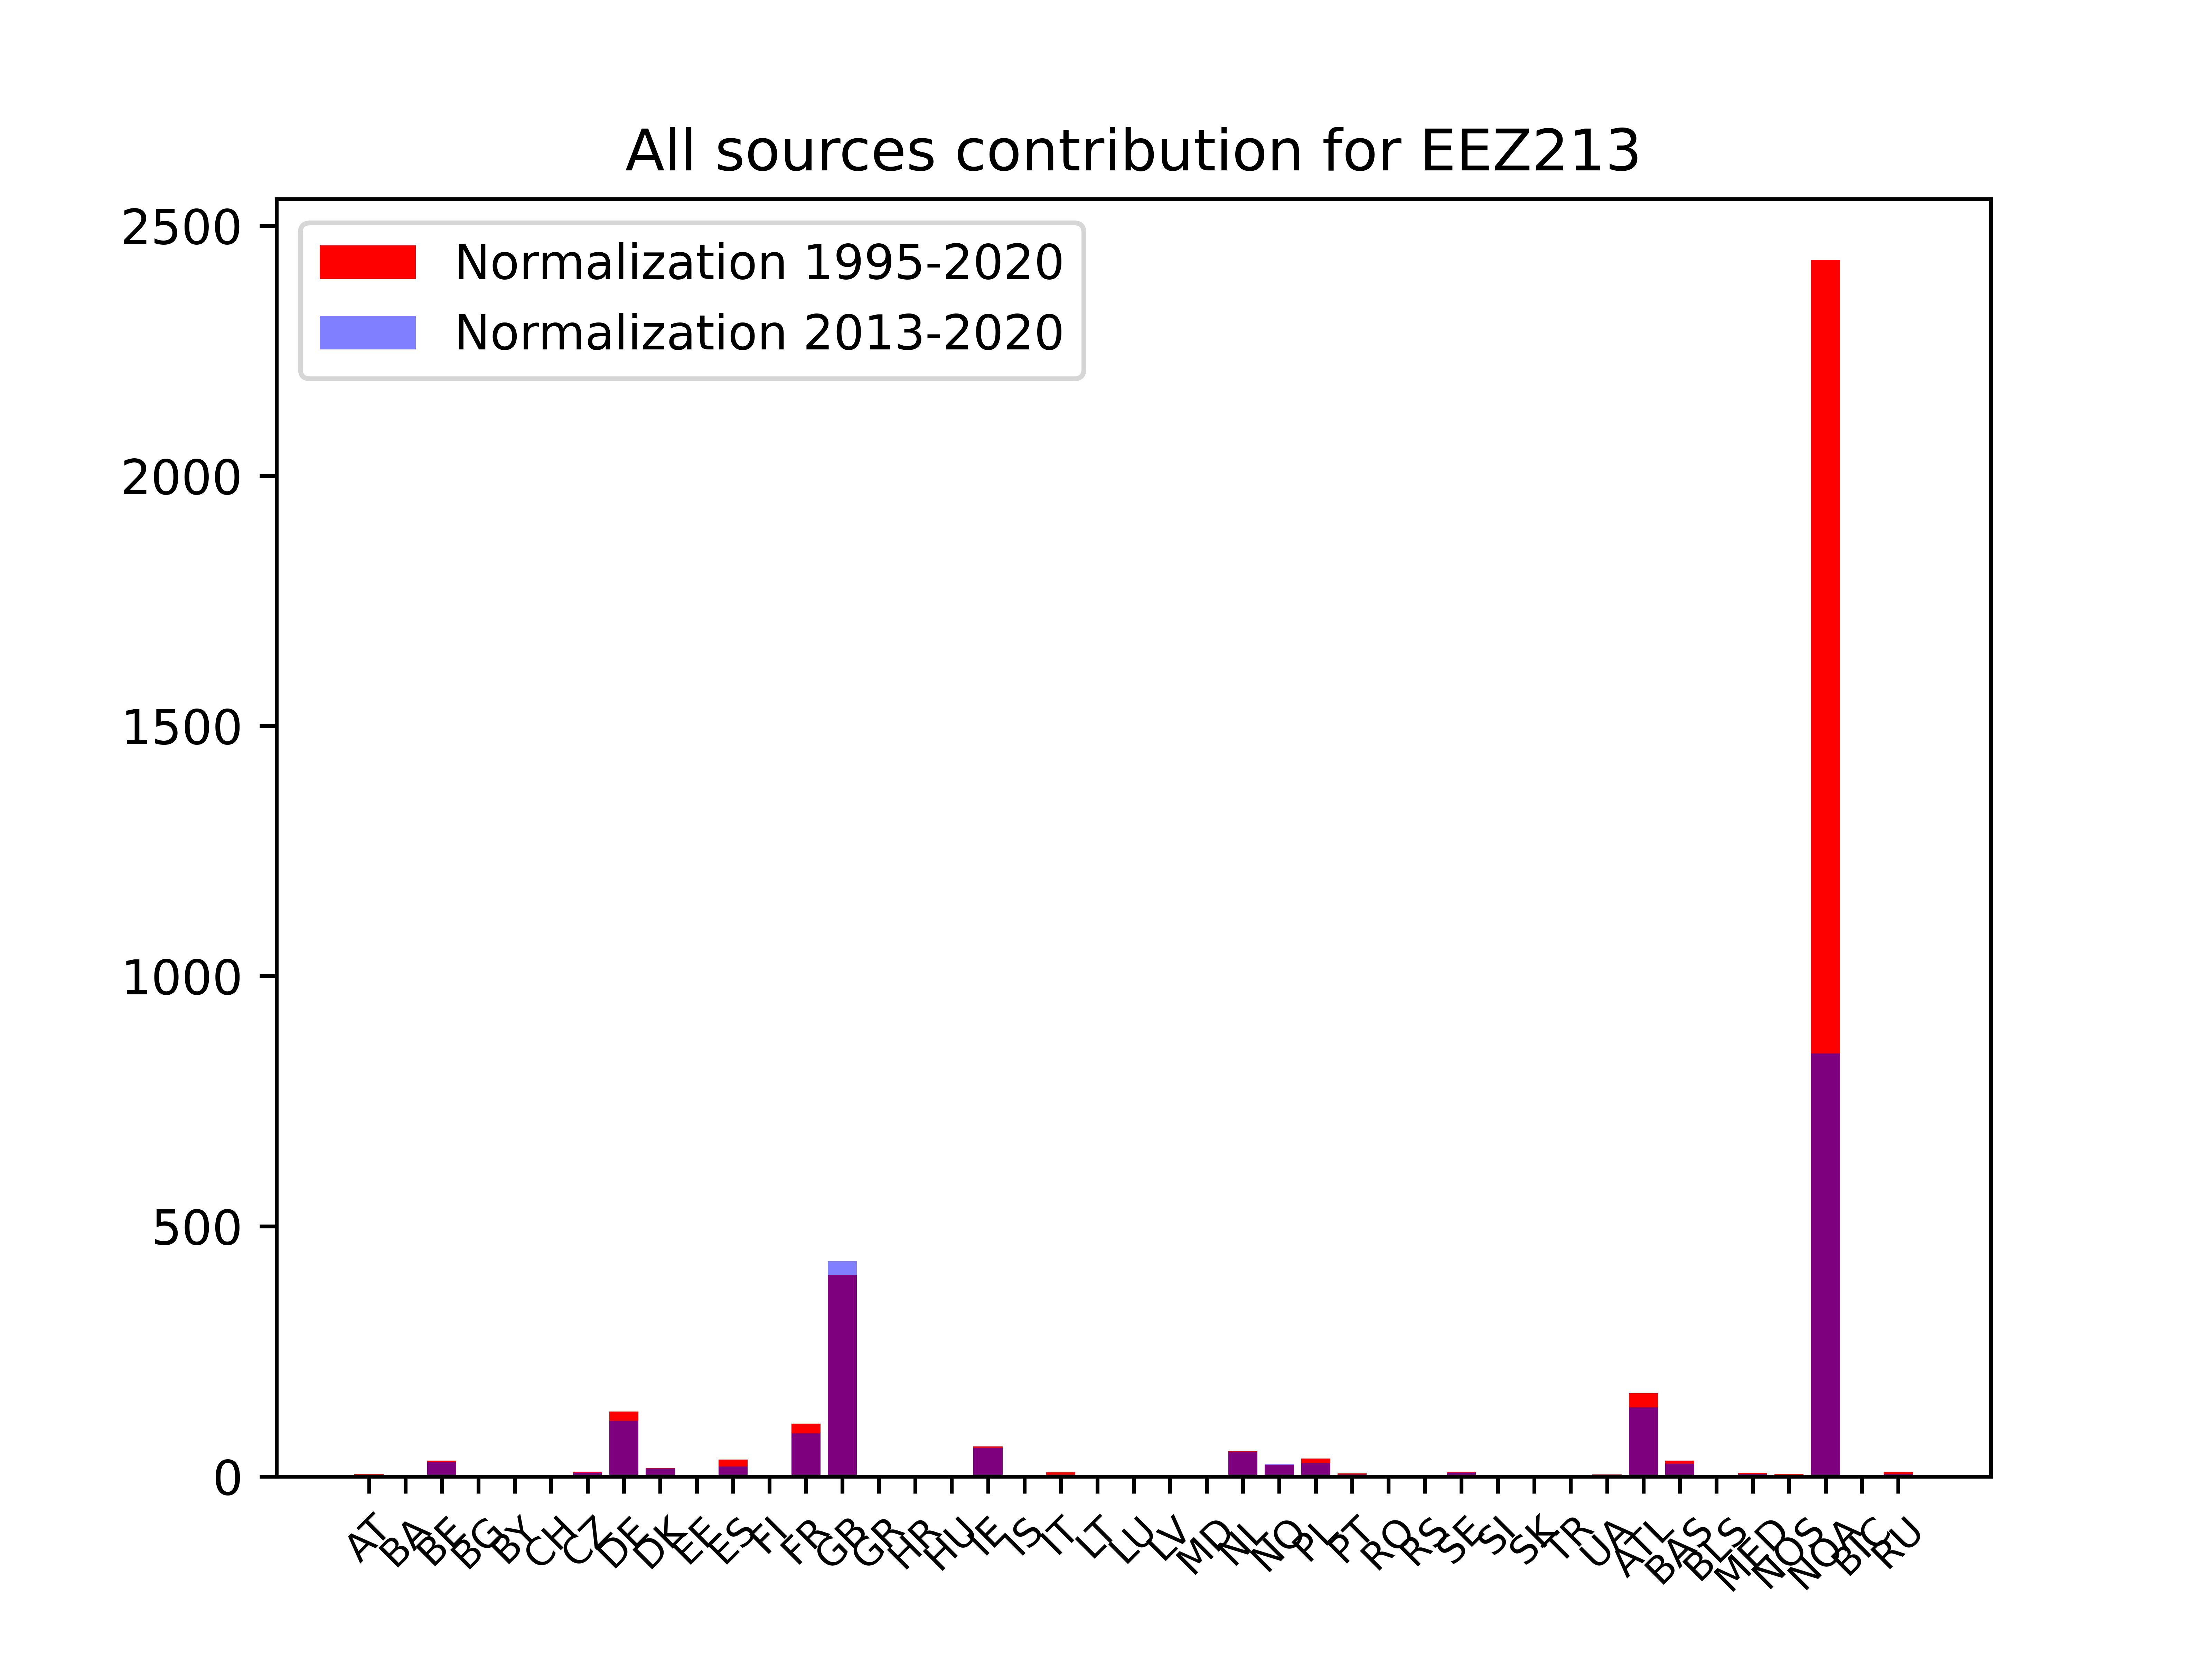 All sources contribution for EEZ213
Normalization 1995-2020
Normalization 2013-2020
2500
2000
1500
1000
500
0
AT
BA
BE
BG
BY
CH
CZ
DE
DK
EE
ES
FI
FR
GB
GR
HR
HU
IE
IS
IT
LT
LU
LV
MD
NL
NO
PL
PT
RO
RS
SE
SI
SK
TR
UA
ATL
BAS
BLS
MED
NOS
NOA
BIC
RU